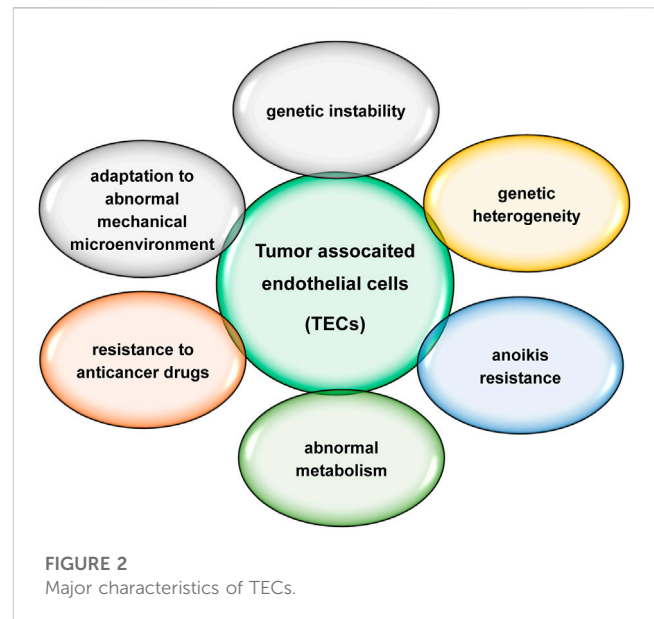 genetic instability
genetic
heterogeneity
anoikis
resistance
abnormal
metabolism
resistance to
anticancer drugs
adaptation to
abnormal
mechanical
microenvironment
Tumor assocaited
endothelial cells
(TECs)
FIGURE 2
Major characteristics of TECs.